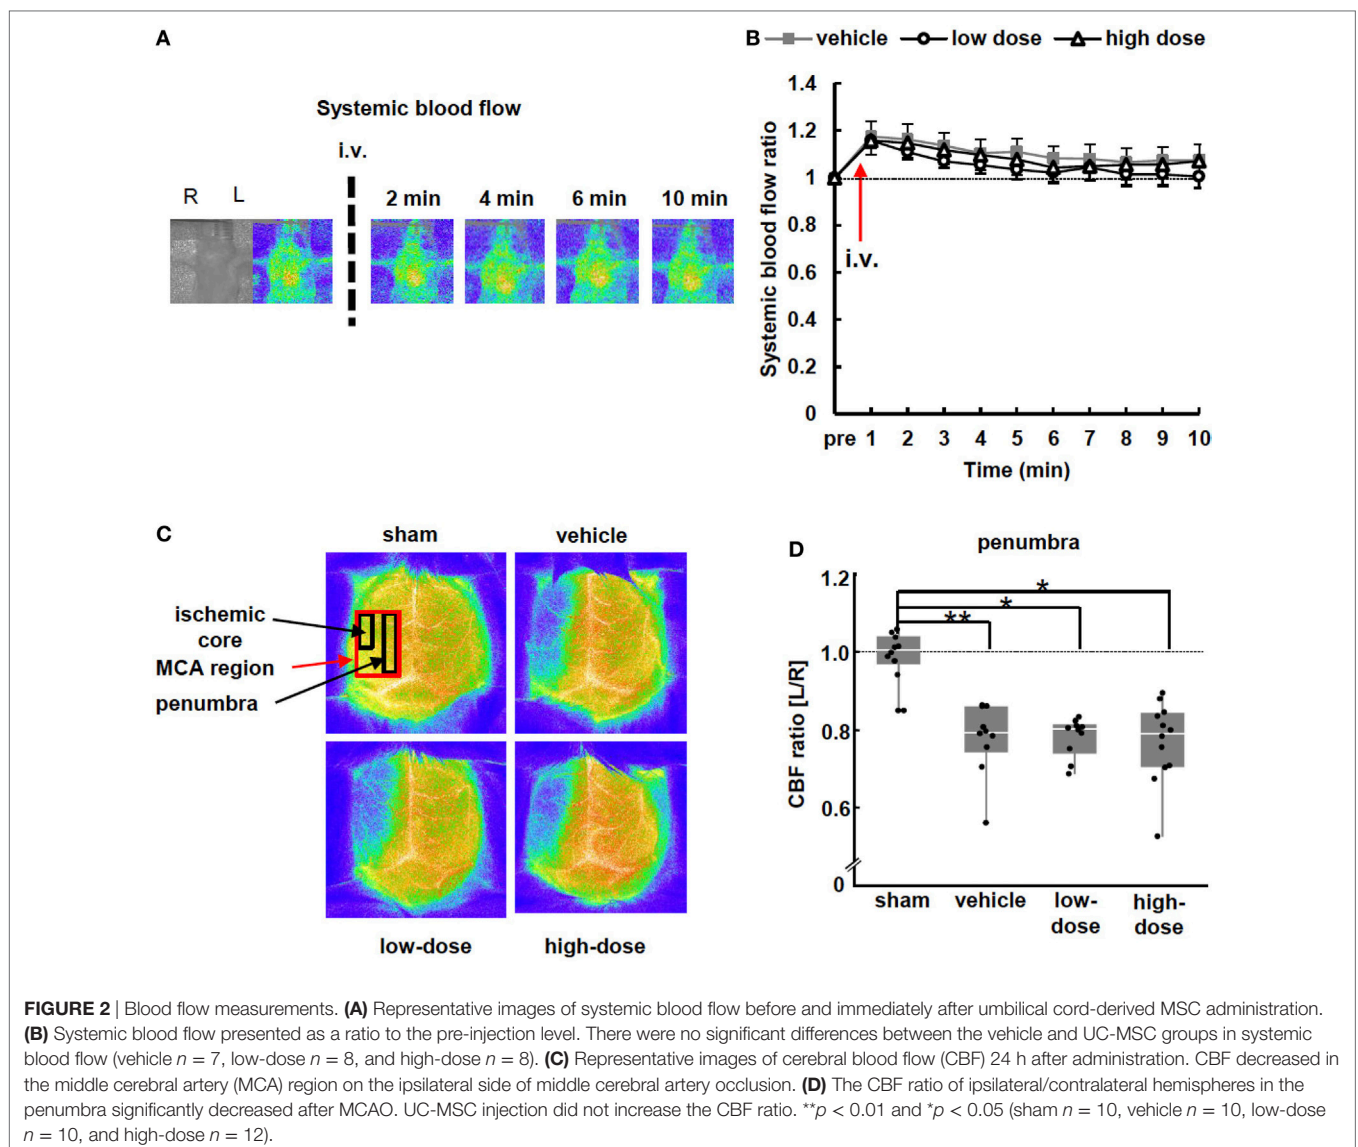 A
Systemic blood flow
i.v.
R L
2 min 4 min 6 min 10 min
B
vehicle low dose high dose
Systemic blood flow ratio
1.4
1.2
1
0.8
0.6
0.4
0.2
0
i.v.
pre 1 2 3 4 5 6 7 8 9 10
Time (min)
C
sham vehicle
ischemic
core
MCA region
penumbra
low-dose high-dose
D
penumbra
CBF ratio [L/R]
1.2
1.0
0.8
0.6
0
*
*
**
sham vehicle low- high-
dose dose
FIGURE 2 | Blood flow measurements. (A) Representative images of systemic blood flow before and immediately after umbilical cord-derived MSC administration.
(B) Systemic blood flow presented as a ratio to the pre-injection level. There were no significant differences between the vehicle and UC-MSC groups in systemic
blood flow (vehicle n = 7, low-dose n = 8, and high-dose n = 8). (C) Representative images of cerebral blood flow (CBF) 24 h after administration. CBF decreased in
the middle cerebral artery (MCA) region on the ipsilateral side of middle cerebral artery occlusion. (D) The CBF ratio of ipsilateral/contralateral hemispheres in the
penumbra significantly decreased after MCAO. UC-MSC injection did not increase the CBF ratio. **p < 0.01 and *p < 0.05 (sham n = 10, vehicle n = 10, low-dose
n = 10, and high-dose n = 12).